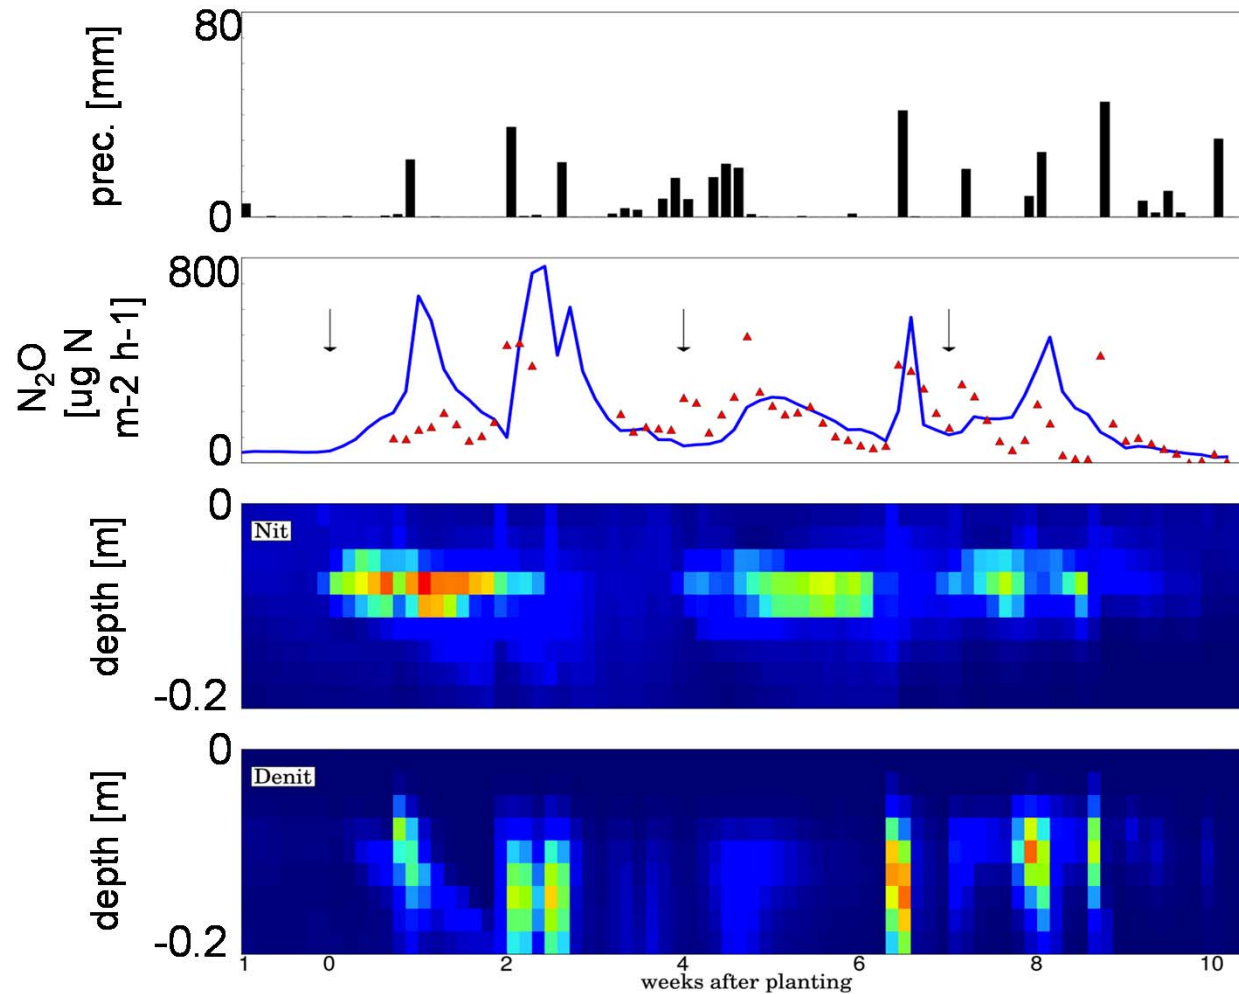 80
prec. [mm]
0
800
N₂O
[ug N
m-2 h-1]
0
0
Nit
depth [m]
-0.2
0
Denit
depth [m]
-0.2
1 0 2 4 6 8 10
weeks after planting